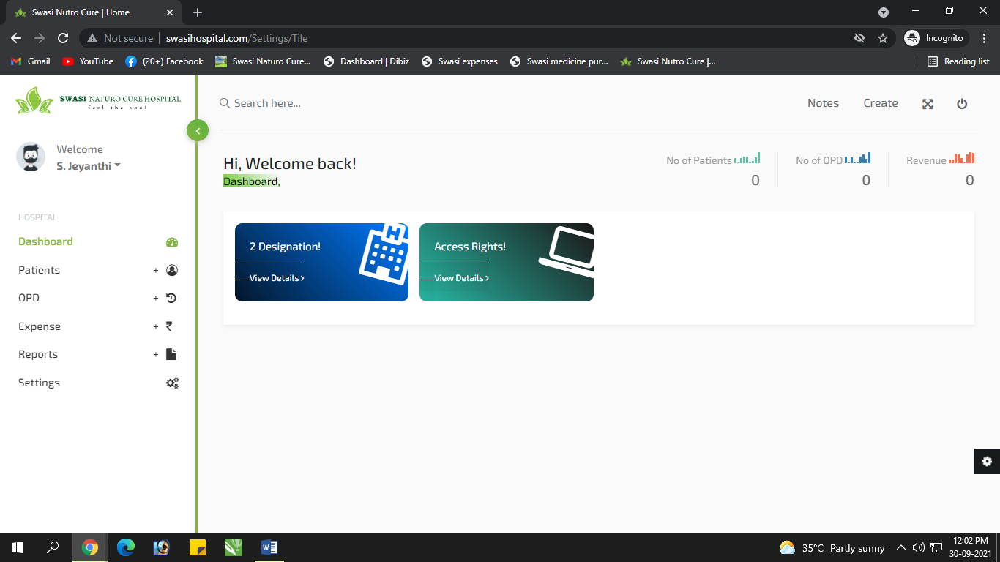 Swasi Nutro Cure | Home
Not secure
swasihospital.com/Settings/Tile
Incognito
Gmail
YouTube
(20+) Facebook
Swasi Naturo Cure...
Dashboard | Dibiz
Swasi expenses
Swasi medicine pur...
Swasi Nutro Cure |...
Reading list
SWASI NATURO CURE HOSPITAL
feel the soul
Search here...
Notes
Create
Welcome
S. Jeyanthi
Hi, Welcome back!
Dashboard,
No of Patients
0
No of OPD
0
Revenue
0
HOSPITAL
Dashboard
Patients +
OPD +
Expense + ₹
Reports +
Settings
2 Designation!
View Details
Access Rights!
View Details
35°C Partly sunny
12:02 PM
30-09-2021